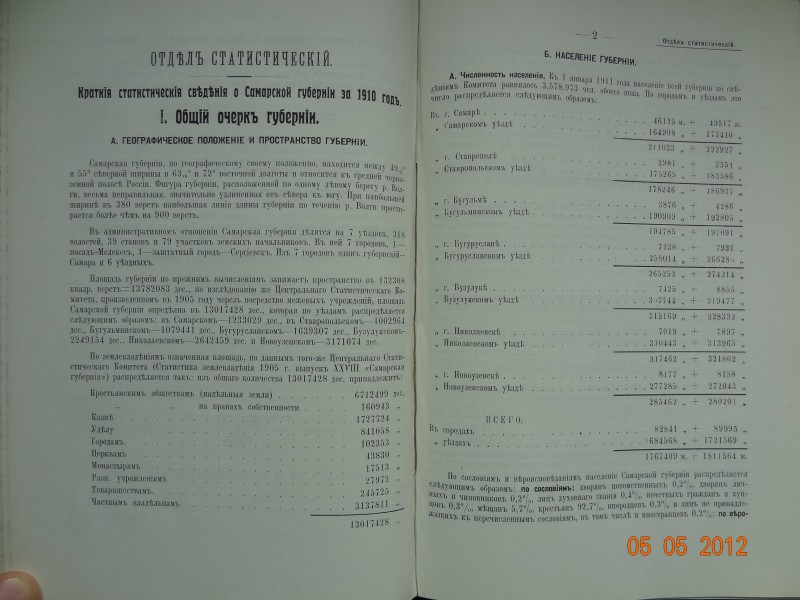 ОТДѢЛЪ СТАТИСТИЧЕСКІЙ.
Краткія статистическія свѣдѣнія о Самарской губерніи за 1910 годъ.
I. Общій очеркъ губерніи.
А. ГЕОГРАФИЧЕСКОЕ ПОЛОЖЕНІЕ И ПРОСТРАНСТВО ГУБЕРНІИ.
Самарская губернія, по географическому своему положенію, находится между
и 55° сѣверной ширины и 72° восточной долготы и относится къ средней черно-
земной полосѣ Россіи. Фигура губерніи, расположенной по одному лѣвому берегу р. Вол-
ги, весьма неправильная, значительно удлиненная отъ сѣвера къ югу. При наибольшей
ширинѣ въ 380 верстъ наибольшая линія длины губерніи по теченію р. Волги прости-
рается болѣе чѣмъ на 900 верстъ.
Въ административномъ отношеніи Самарская губернія дѣлится на 7 уѣздовъ, 318
волостей, 39 становъ и 79 участковъ земскихъ начальниковъ. Въ ней 7 городовъ, 1—
посадъ-Мелекесъ, 1—заштатный городъ—Сергіевскъ. Изъ 7 городовъ одинъ губернскій—
Самара и 6 уѣздныхъ.
Площадь губерніи по прежнимъ вычисленіямъ занимаетъ пространство въ 132308
квадр. верстъ=13782083 дес., но изслѣдованію же Центральнаго Статистическаго Ко-
митета, произведенному въ 1905 году черезъ посредство межевыхъ учрежденій, площадь
Самарской губерніи опредѣлена въ 13017428 дес., которая по уѣздамъ распредѣляется
слѣдующимъ образомъ: въ Самарскомъ—1233029 дес., въ Ставропольскомъ—1002964
дес., Бугульминскомъ—1079441 дес., Бугурусланскомъ—1639307 дес., Бузулукскомъ—
2249154 дес., Николаевскомъ—2642459 дес. и Новоузенскомъ—3171074 дес.
По землевладѣніямъ означенная площадь, по даннымъ того-же Центральнаго Стати-
стическаго Комитета (Статистика землевладѣнія 1905 г. выпускъ XXVIII «Самарская
губернія») распредѣляется такъ: изъ общаго количества 13017428 дес. принадлежитъ:
Крестьянскимъ обществамъ (надѣльныя земли) . . . . 6712499 дес.
„ „ на правахъ собственности . . . . 160943 „
Казнѣ . . . . 1727724 „
Удѣлу . . . . 841058 „
Городамъ . . . . 102353 „
Церквамъ . . . . 43830 „
Монастырямъ . . . . 17513 „
Разн. учрежденіямъ . . . . 27972 „
Товариществамъ . . . . 245725 „
Частнымъ владѣльцамъ . . . . 3137811 „
13017428 „
— 2 —
Отдѣлъ статистическій.
Б. НАСЕЛЕНІЕ ГУБЕРНІИ.
А. Численность населенія. Къ 1 января 1911 года населеніе всей губерніи по свѣ-
дѣніямъ Комитета равнялось 3,578,973 чел. обоего пола. По городамъ и уѣздамъ это
число распредѣляется слѣдующимъ образомъ:
Въ г. Самарѣ . . . . 46125 м. + 49517 ж.
„ Самарскомъ уѣздѣ . . . . 164908 „ + 173410 „
211033 „ + 222927 „
„ г. Ставрополѣ . . . . 2981 „ + 3351 „
„ Ставропольскомъ уѣздѣ . . . . 175265 „ + 183586 „
178246 „ + 186937 „
„ г. Бугульмѣ . . . . 3876 „ + 4286 „
„ Бугульминскомъ уѣздѣ . . . . 190909 „ + 192805 „
194785 „ + 197091 „
„ г. Бугурусланѣ . . . . 7238 „ + 7931 „
„ Бугурусланскомъ уѣздѣ . . . . 258014 „ + 266283 „
265252 „ + 274214 „
„ г. Бузулукѣ . . . . 7425 „ + 8855 „
„ Бузулукскомъ уѣздѣ . . . . 307744 „ + 319477 „
315169 „ + 328332 „
„ г. Николаевскѣ . . . . 7019 „ + 7897 „
„ Николаевскомъ уѣздѣ . . . . 310443 „ + 313965 „
317462 „ + 321862 „
„ г. Новоузенскѣ . . . . 8177 „ + 8158 „
„ Новоузенскомъ уѣздѣ . . . . 277285 „ + 272043 „
285462 „ + 280201 „
ВСЕГО:
Въ городахъ . . . . 82841 „ + 89995 „
„ уѣздахъ . . . . 1684568 „ + 1721569 „
1767409 м. + 1811564 ж.
По сословіямъ и вѣроисповѣданіямъ населеніе Самарской губерніи распредѣляется
слѣдующимъ образомъ: по сословіямъ: дворянъ потомственныхъ 0,2%, дворянъ лич-
ныхъ и чиновниковъ 0,2%, лицъ духовнаго званія 0,4%, почетныхъ гражданъ и куп-
цовъ 0,3%, мѣщанъ 5,7%, крестьянъ 92,7%, инородцевъ 0,3% и лицъ не принадле-
жащихъ къ перечисленнымъ сословіямъ, въ томъ числѣ и иностранцевъ 0,2%; по вѣро-
05 05 2012